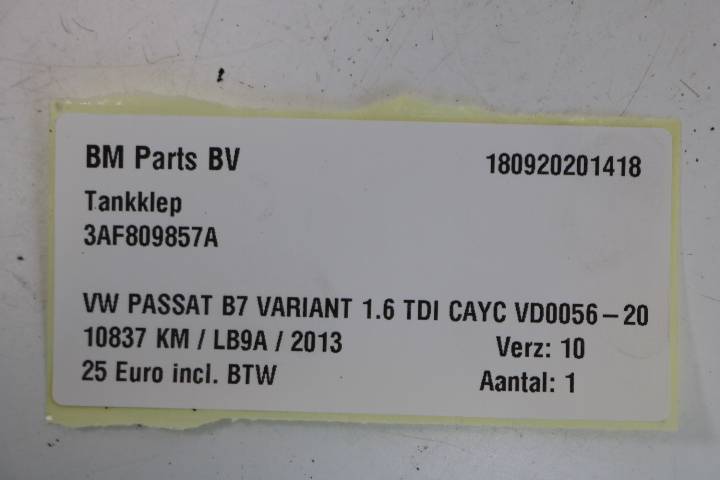 BM Parts BV 180920201418
Tankklep
3AF809857A
VW PASSAT B7 VARIANT 1.6 TDI CAYC VD0056-20
10837 KM / LB9A / 2013 Verz: 10
25 Euro incl. BTW Aantal: 1